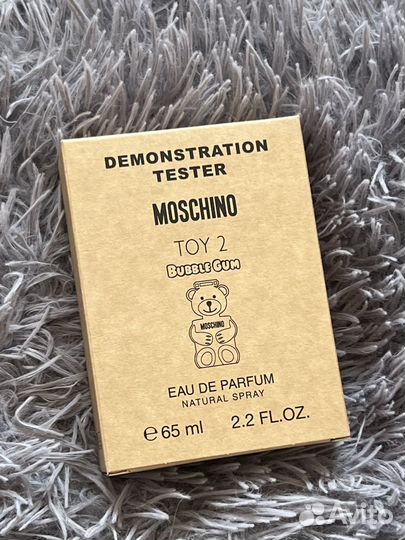 DEMONSTRATION
TESTER
MOSCHINO
TOY 2
BUBBLE GUM
MOSCHINO
EAU DE PARFUM
NATURAL SPRAY
e 65 ml 2.2 FL.OZ.
Avito